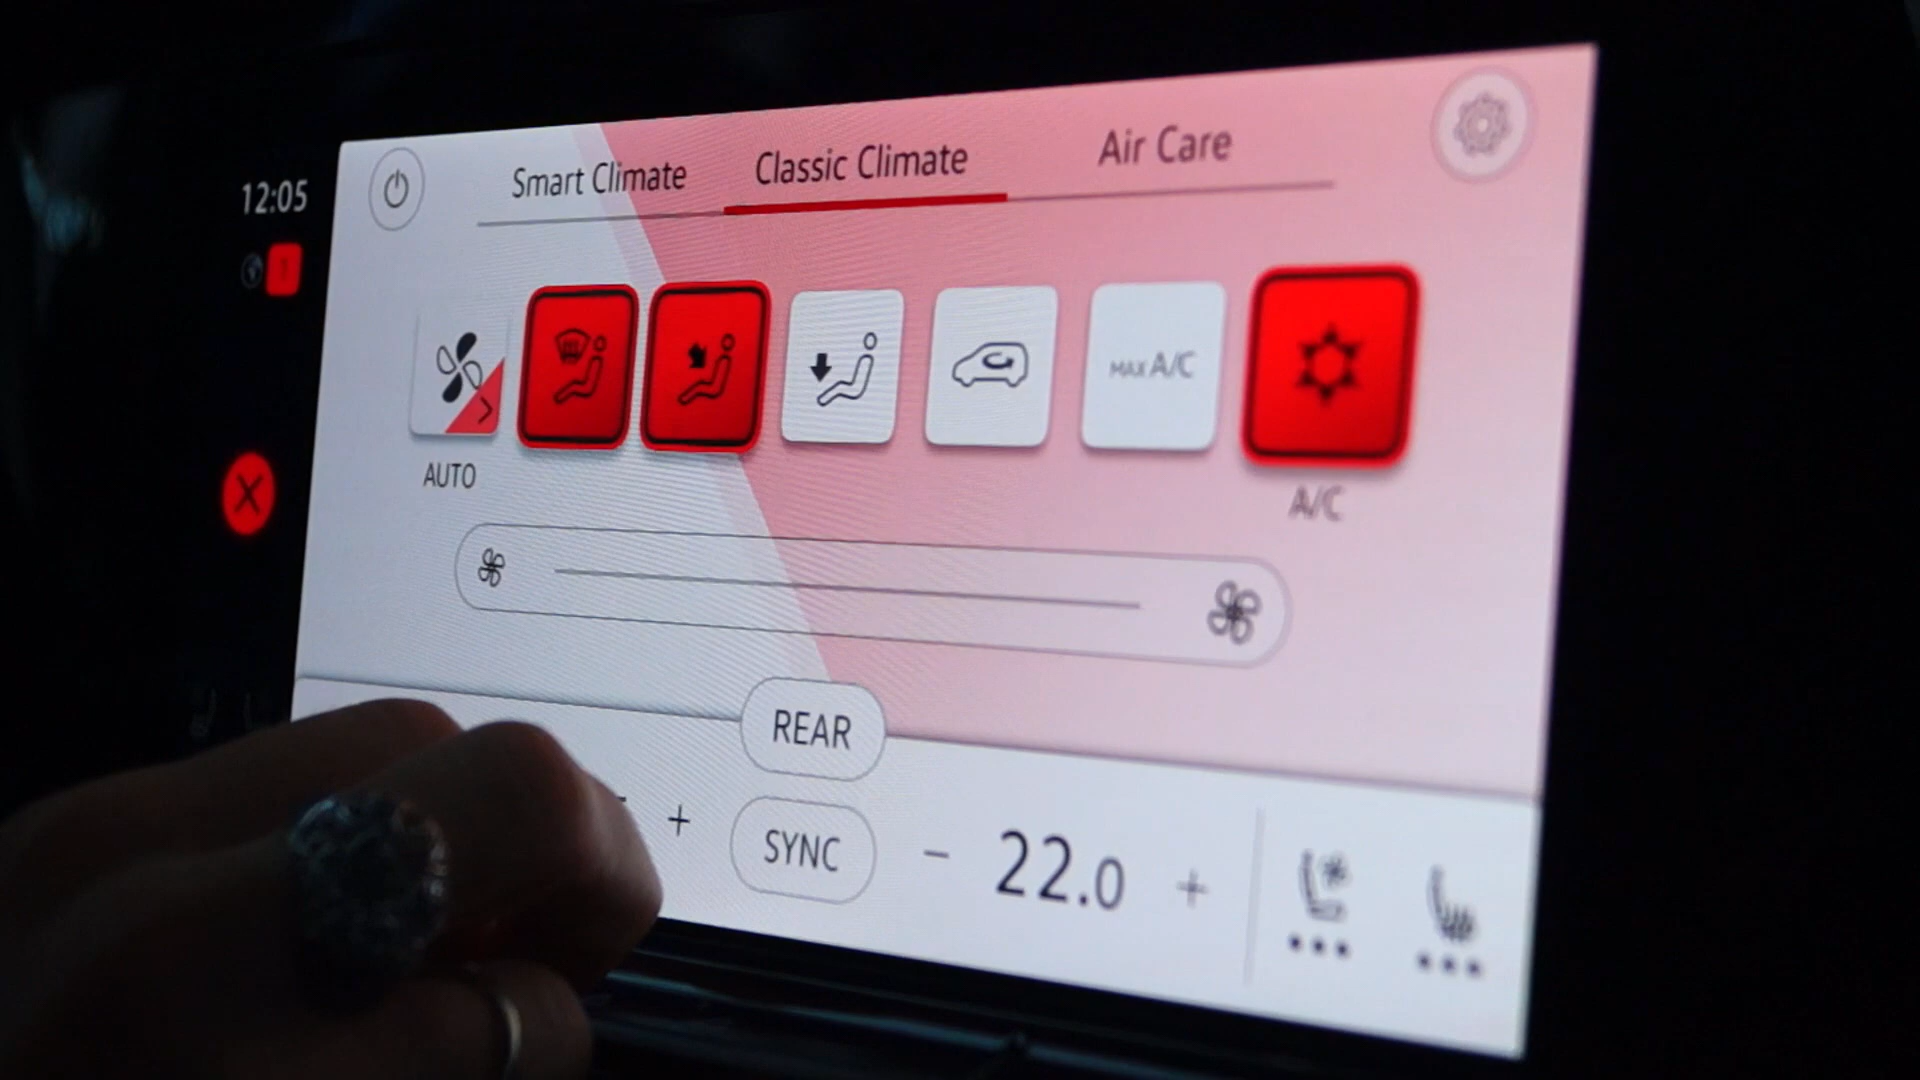 12:05
Smart Climate
Classic Climate
Air Care
MAX A/C
AUTO
A/C
REAR
+
SYNC
- 22.0 +